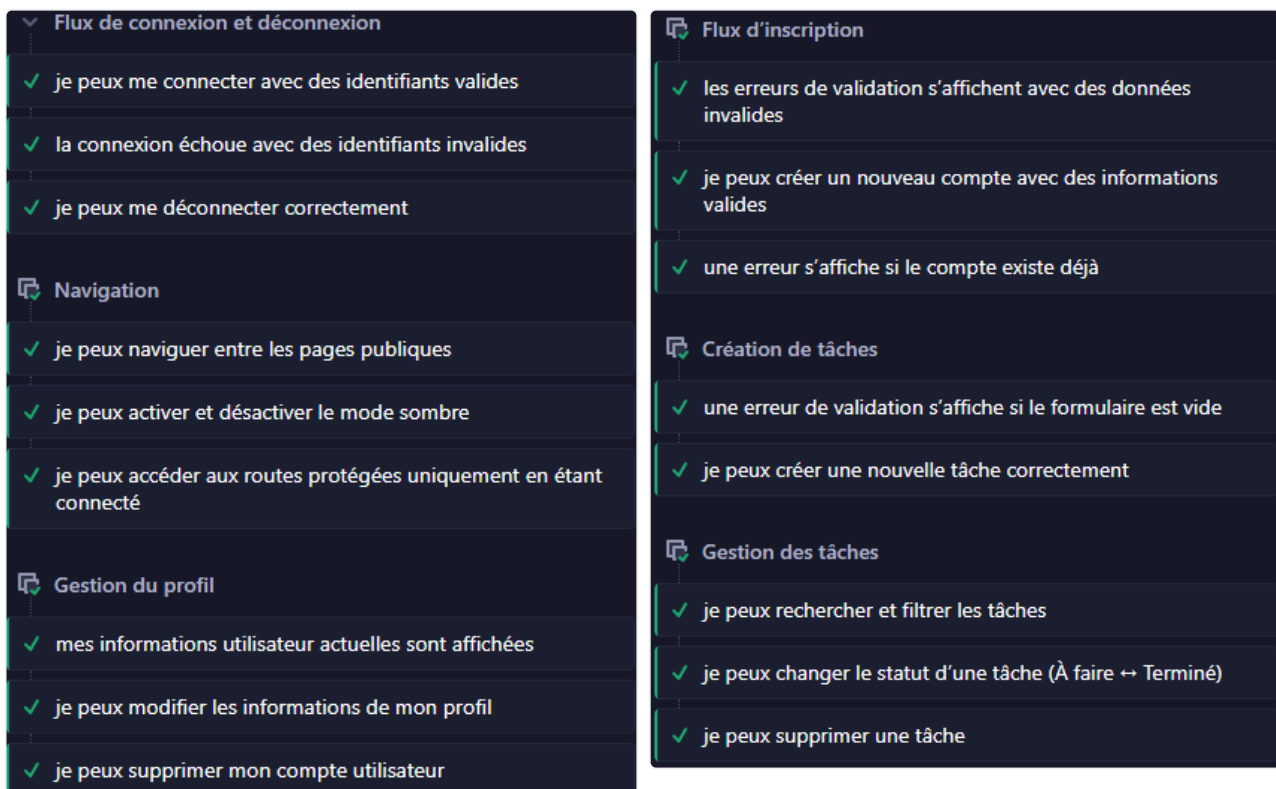 Flux de connexion et déconnexion
je peux me connecter avec des identifiants valides
la connexion échoue avec des identifiants invalides
je peux me déconnecter correctement
Navigation
je peux naviguer entre les pages publiques
je peux activer et désactiver le mode sombre
je peux accéder aux routes protégées uniquement en étant
connecté
Gestion du profil
mes informations utilisateur actuelles sont affichées
je peux modifier les informations de mon profil
je peux supprimer mon compte utilisateur
Flux d’inscription
les erreurs de validation s’affichent avec des données
invalides
je peux créer un nouveau compte avec des informations
valides
une erreur s’affiche si le compte existe déjà
Création de tâches
une erreur de validation s’affiche si le formulaire est vide
je peux créer une nouvelle tâche correctement
Gestion des tâches
je peux rechercher et filtrer les tâches
je peux changer le statut d’une tâche (À faire ↔ Terminé)
je peux supprimer une tâche